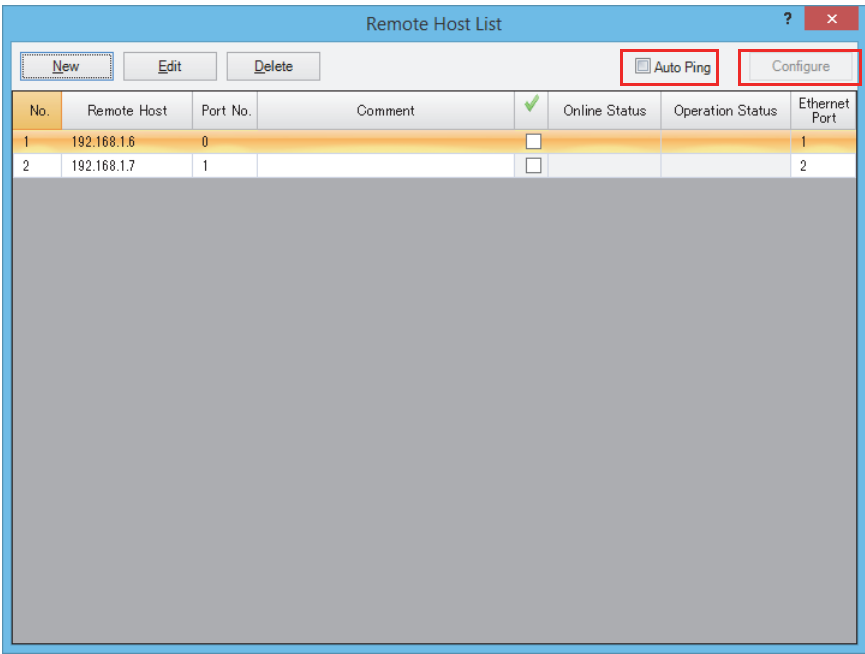 Remote Host List
?
New Edit Delete Auto Ping Configure
No. Remote Host Port No. Comment Online Status Operation Status Ethernet Port
1 192.168.1.6 0 1
2 192.168.1.7 1 2